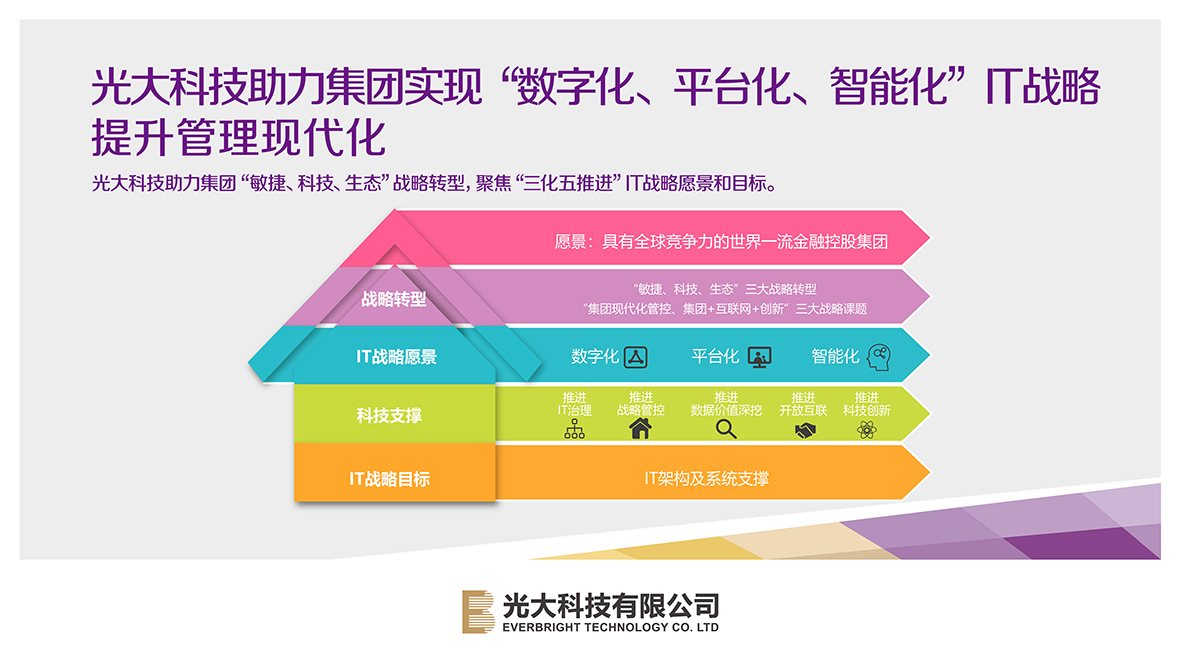 光大科技助力集团实现“数字化、平台化、智能化”IT战略
提升管理现代化
光大科技助力集团“敏捷、科技、生态”战略转型，聚焦“三化五推进”IT战略愿景和目标。
愿景：具有全球竞争力的世界一流金融控股集团
战略转型
“敏捷、科技、生态”三大战略转型
“集团现代化管控、集团+互联网+创新”三大战略课题
IT战略愿景
数字化
平台化
智能化
科技支撑
推进
IT治理
推进
战略管控
推进
数据价值深挖
推进
开放互联
推进
科技创新
IT战略目标
IT架构及系统支撑
光大科技有限公司
EVERBRIGHT TECHNOLOGY CO. LTD